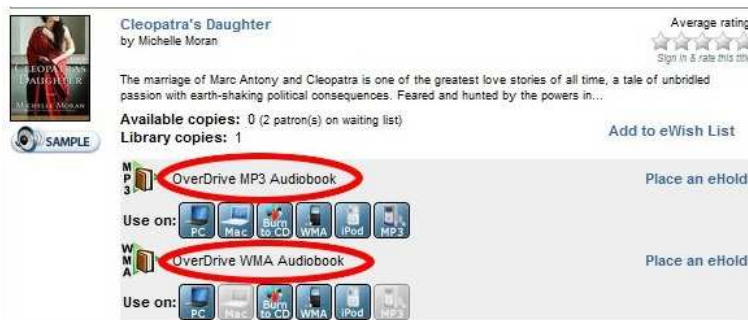 Cleopatra's Daughter
by Michelle Moran
Average rating
Sign in & rate this title
CLEOPATRA'S
DAUGHTER
MICHELLE MORAN
The marriage of Marc Antony and Cleopatra is one of the greatest love stories of all time, a tale of unbridled
passion with earth-shaking political consequences. Feared and hunted by the powers in...
SAMPLE
Available copies: 0 (2 patron(s) on waiting list)
Library copies: 1
Add to eWish List
MP3
OverDrive MP3 Audiobook
Place an eHold
Use on: PC Mac Burn to CD WMA iPod MP3
WMA
OverDrive WMA Audiobook
Place an eHold
Use on: PC Mac Burn to CD WMA iPod MP3